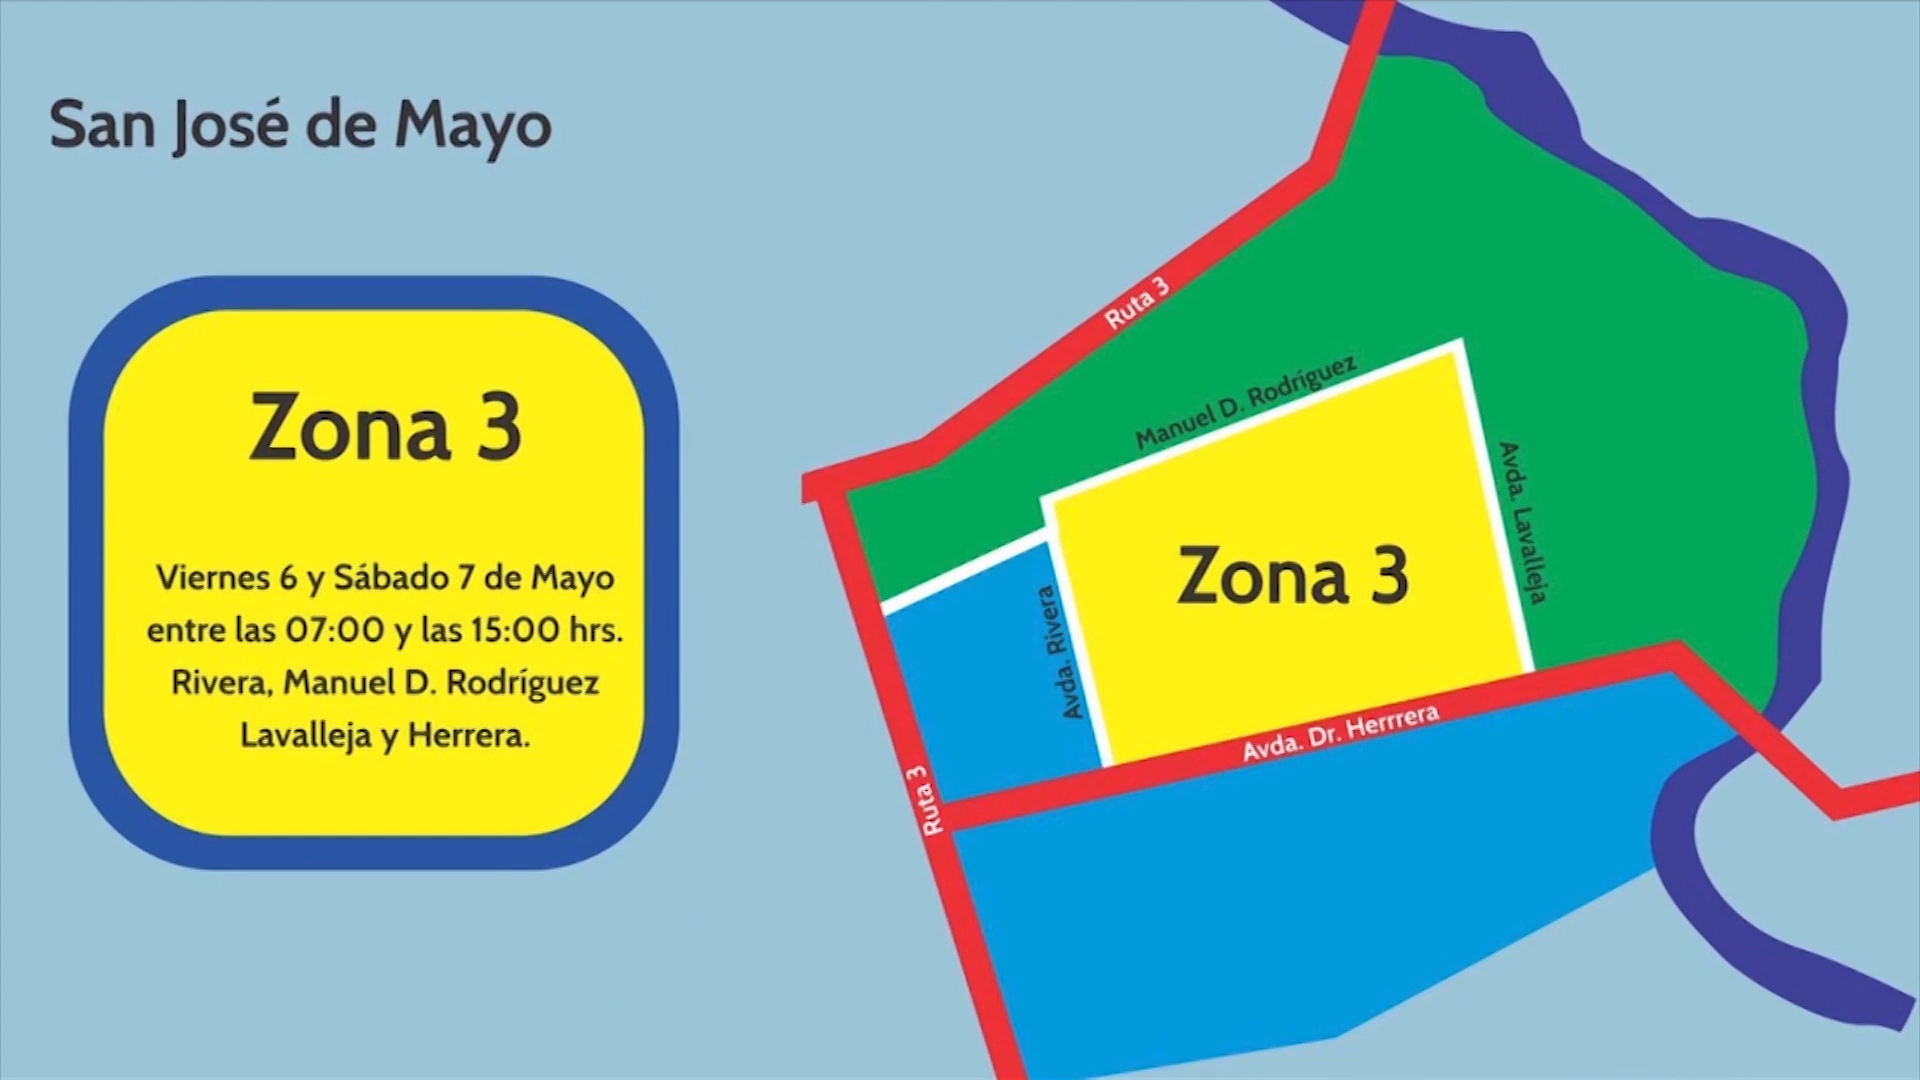 San José de Mayo
Zona 3
Viernes 6 y Sábado 7 de Mayo
entre las 07:00 y las 15:00 hrs.
Rivera, Manuel D. Rodríguez
Lavalleja y Herrera.
Ruta 3
Manuel D. Rodríguez
Avda. Lavalleja
Zona 3
Avda. Rivera
Avda. Dr. Herrrera
Ruta 3